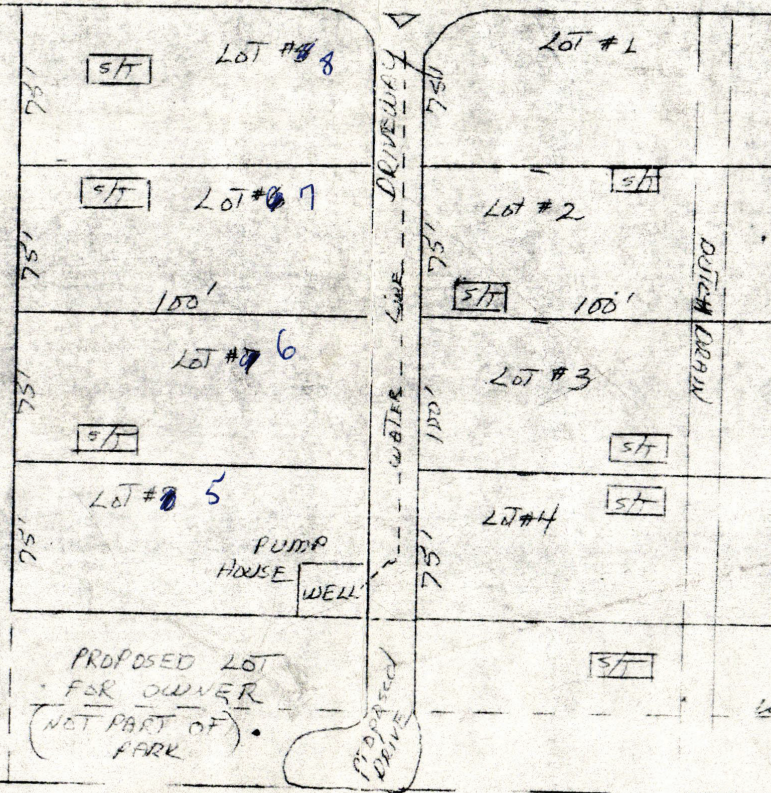 LOT # 8
S/T
75'
LOT # 7
S/T
75'
100'
LOT # 6
75'
S/T
LOT # 5
75'
PUMP
HOUSE
WELL
PROPOSED LOT
FOR OWNER
(NOT PART OF)
PARK
DRIVEWAY
WATER LINE
PROPOSED
DRIVE
LOT #1
75'
S/T
LOT #2
75'
S/T
100'
DUTCH DRAIN
LOT #3
100'
S/T
S/T
LOT #4
75'
S/T